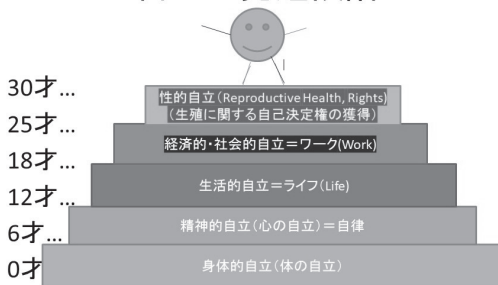 30才…
性的自立(Reproductive Health, Rights)
(生殖に関する自己決定権の獲得)
25才…
経済的・社会的自立=ワーク(Work)
18才…
生活的自立=ライフ(Life)
12才…
精神的自立(心の自立)=自律
6才…
身体的自立(体の自立)
0才